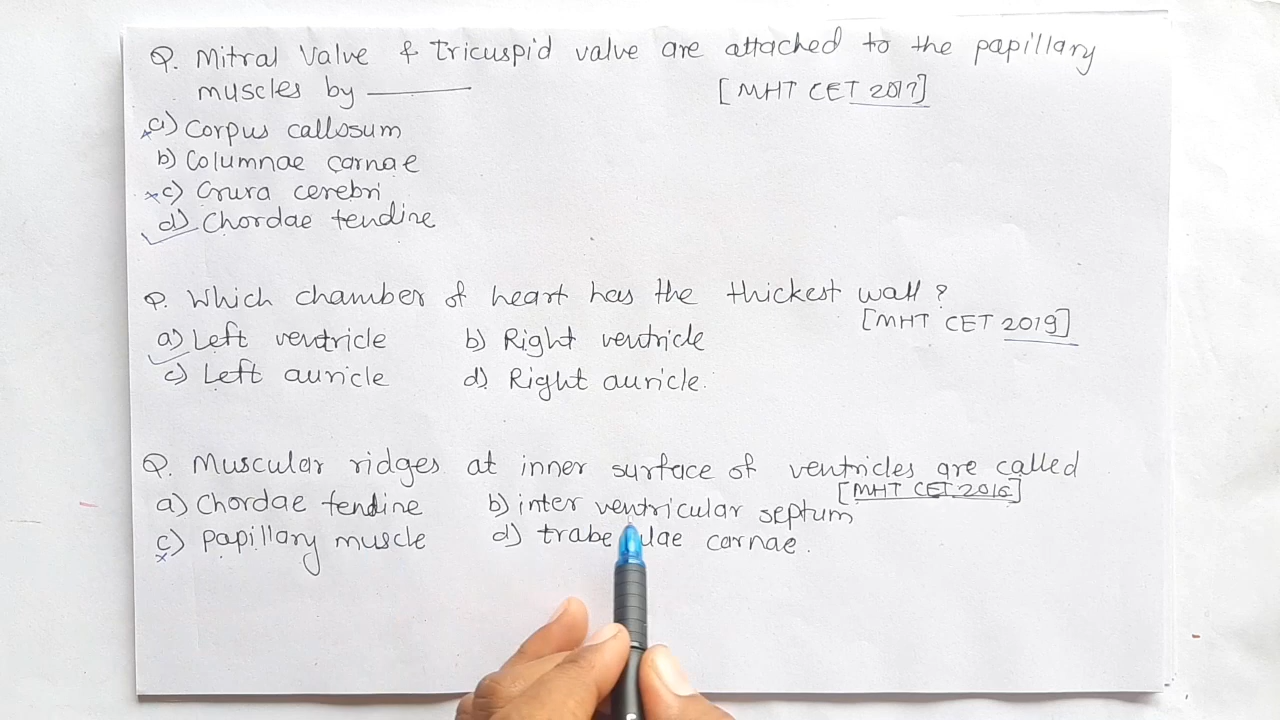 Q. Mitral Valve & Tricuspid valve are attached to the papillary
muscles by ______
[MHT CET 2017]
a) Corpus callosum
b) Columnae carnae
c) Crura cerebri
d) Chordae tendine
Q. Which chamber of heart has the thickest wall?
[MHT CET 2019]
a) Left ventricle b) Right ventricle
c) Left auricle d) Right auricle.
Q. Muscular ridges at inner surface of ventricles are called
[MHT CET 2016]
a) Chordae tendine b) inter ventricular septum
c) Papillary muscle d) trabe lae carnae.